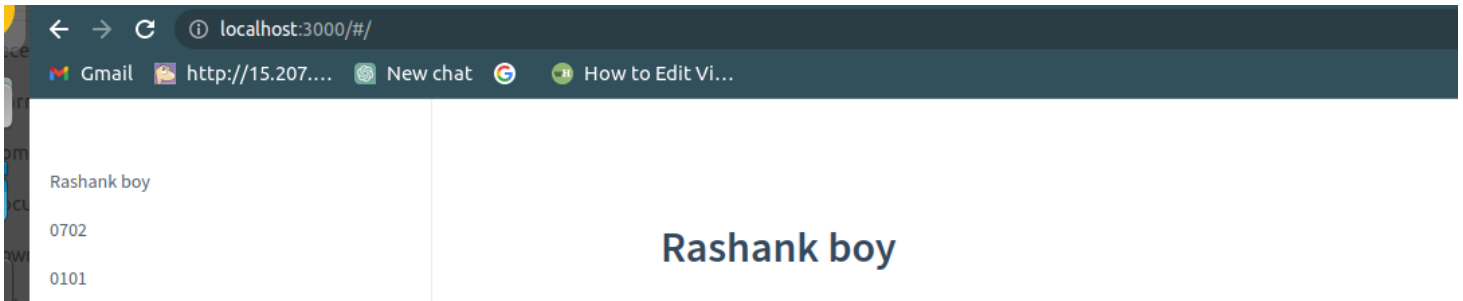 localhost:3000/#/
Gmail http://15.207.... New chat How to Edit Vi...
Rashank boy
0702
0101
Rashank boy